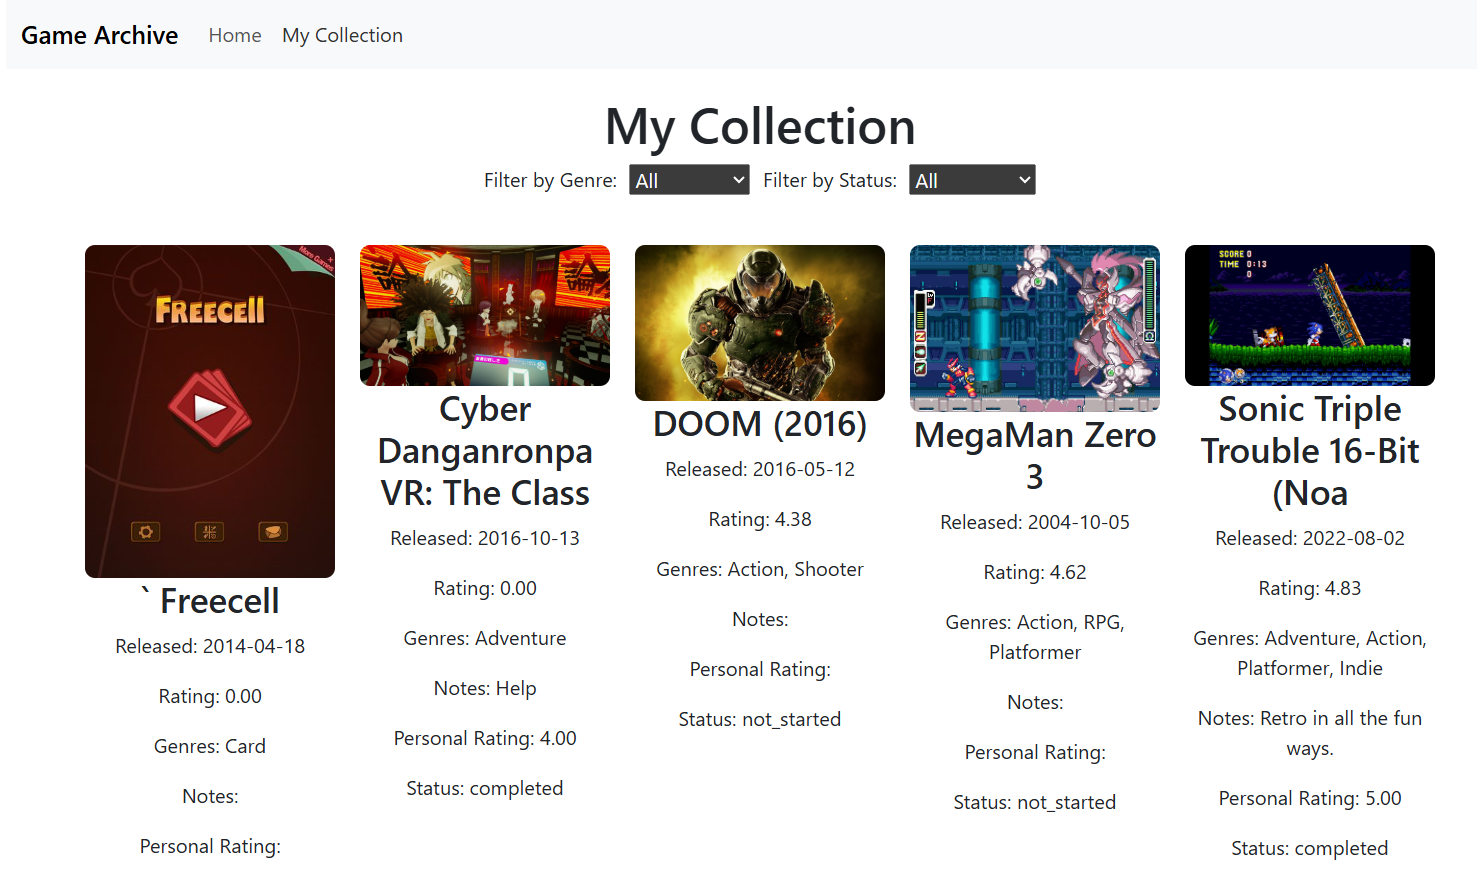 Game Archive Home My Collection
My Collection
Filter by Genre: All Filter by Status: All
More Games
FREECELL
` Freecell
Released: 2014-04-18
Rating: 0.00
Genres: Card
Notes:
Personal Rating:
Cyber
Danganronpa
VR: The Class
Released: 2016-10-13
Rating: 0.00
Genres: Adventure
Notes: Help
Personal Rating: 4.00
Status: completed
DOOM (2016)
Released: 2016-05-12
Rating: 4.38
Genres: Action, Shooter
Notes:
Personal Rating:
Status: not_started
MegaMan Zero
3
Released: 2004-10-05
Rating: 4.62
Genres: Action, RPG,
Platformer
Notes:
Personal Rating:
Status: not_started
SCORE 0
TIME 0:13
0
Sonic Triple
Trouble 16-Bit
(Noa
Released: 2022-08-02
Rating: 4.83
Genres: Adventure, Action,
Platformer, Indie
Notes: Retro in all the fun
ways.
Personal Rating: 5.00
Status: completed